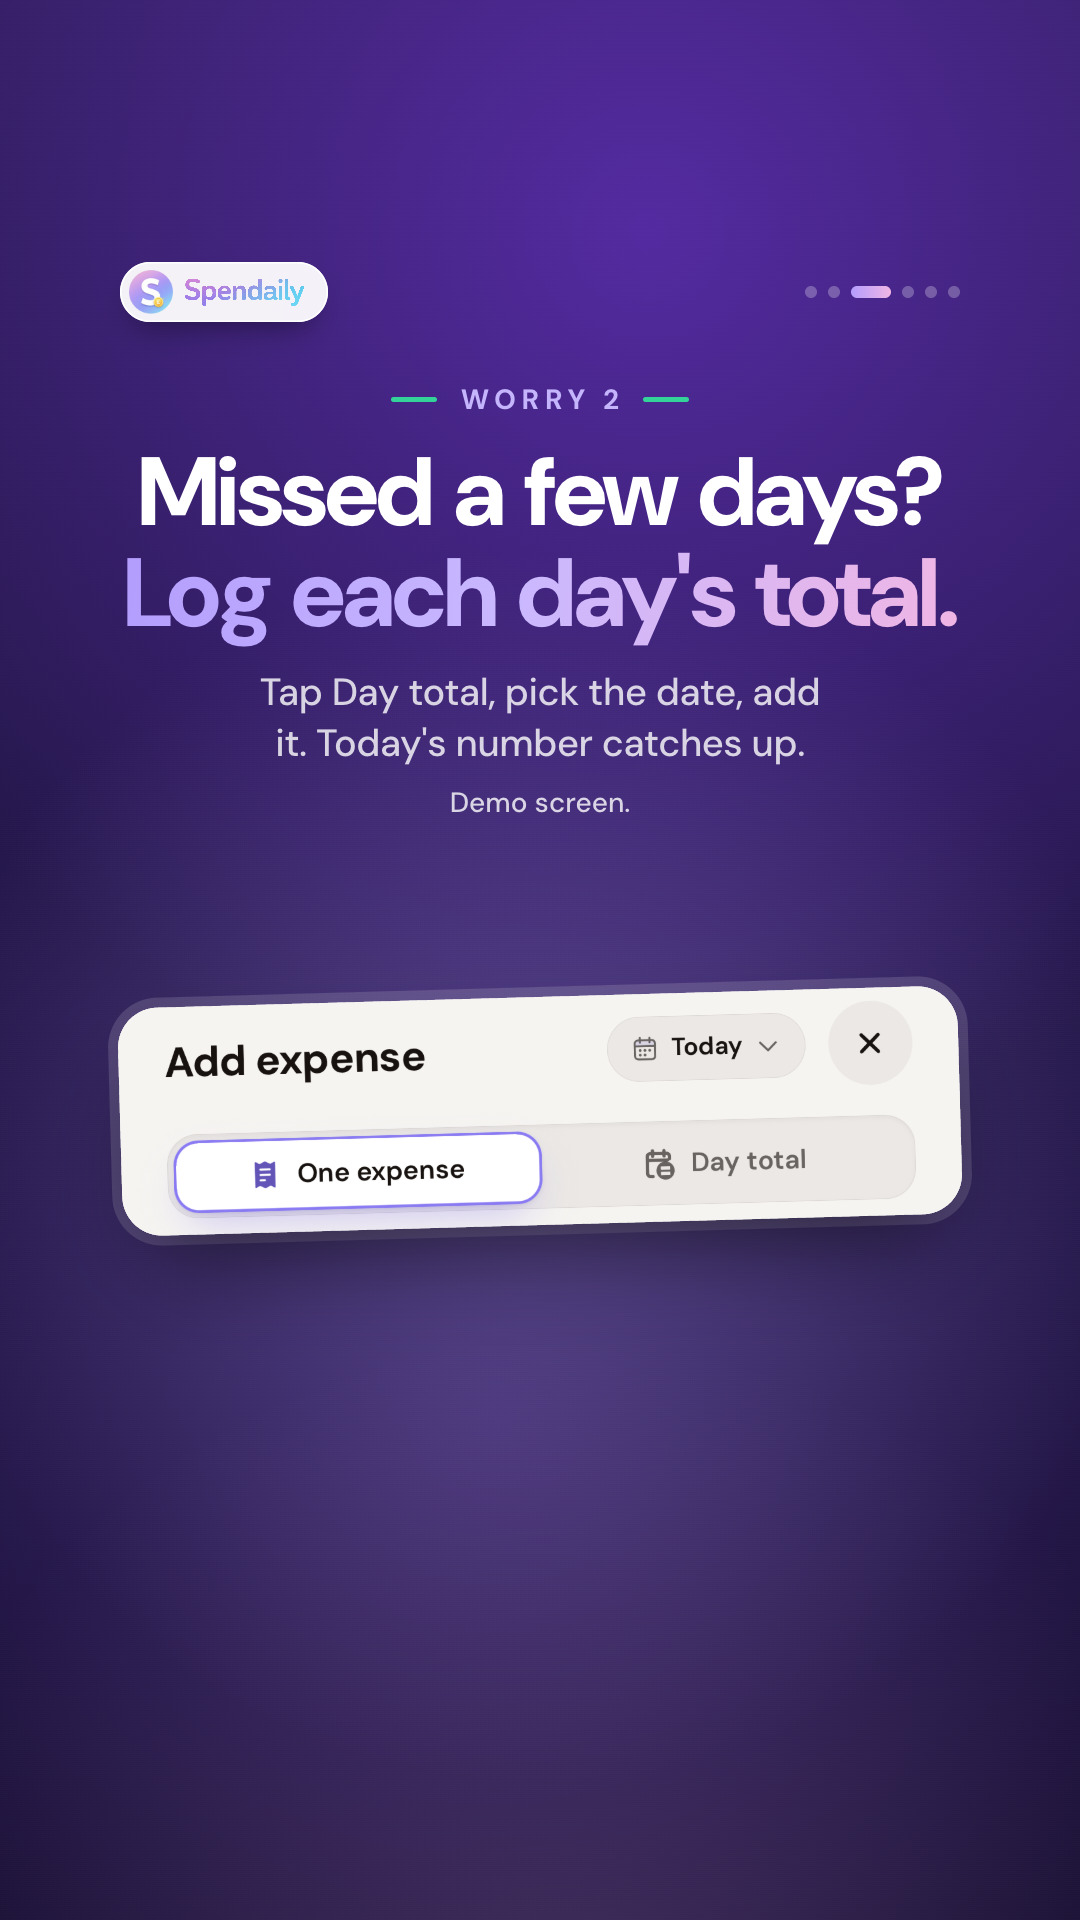 Spendaily
WORRY 2
Missed a few days?
Log each day's total.
Tap Day total, pick the date, add
it. Today's number catches up.
Demo screen.
Add expense
Today
One expense
Day total